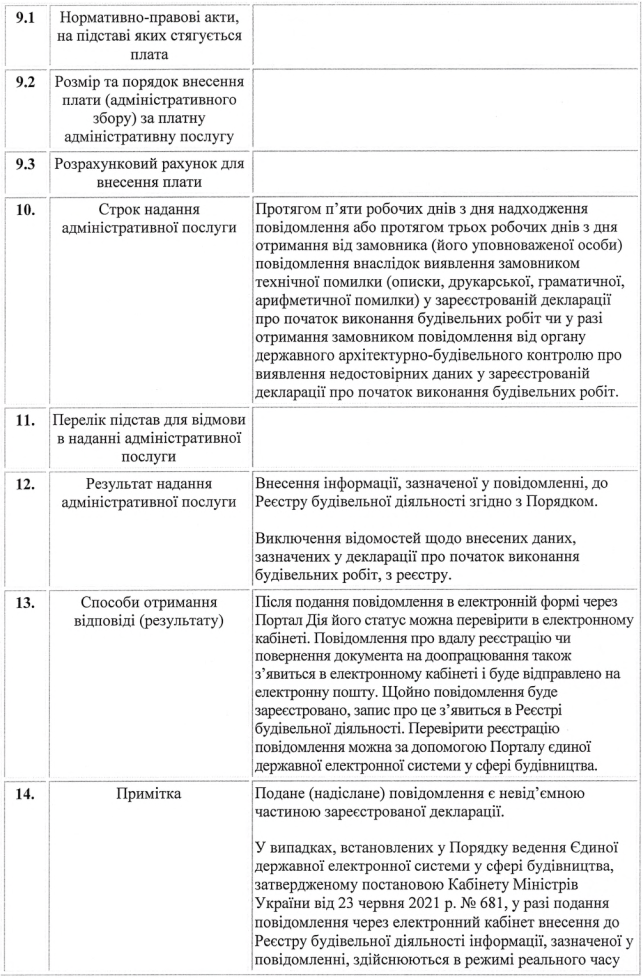 9.1 Нормативно-правові акти,
на підставі яких стягується
плата
9.2 Розмір та порядок внесення
плати (адміністративного
збору) за платну
адміністративну послугу
9.3 Розрахунковий рахунок для
внесення плати
10. Строк надання
адміністративної послуги
Протягом п’яти робочих днів з дня надходження
повідомлення або протягом трьох робочих днів з дня
отримання від замовника (його уповноваженої особи)
повідомлення внаслідок виявлення замовником
технічної помилки (описки, друкарської, граматичної,
арифметичної помилки) у зареєстрованій декларації
про початок виконання будівельних робіт чи у разі
отримання замовником повідомлення від органу
державного архітектурно-будівельного контролю про
виявлення недостовірних даних у зареєстрованій
декларації про початок виконання будівельних робіт.
11. Перелік підстав для відмови
в наданні адміністративної
послуги
12. Результат надання
адміністративної послуги
Внесення інформації, зазначеної у повідомленні, до
Реєстру будівельної діяльності згідно з Порядком.
Виключення відомостей щодо внесених даних,
зазначених у декларації про початок виконання
будівельних робіт, з реєстру.
13. Способи отримання
відповіді (результату)
Після подання повідомлення в електронній формі через
Портал Дія його статус можна перевірити в електронному
кабінеті. Повідомлення про вдалу реєстрацію чи
повернення документа на доопрацювання також
з’явиться в електронному кабінеті і буде відправлено на
електронну пошту. Щойно повідомлення буде
зареєстровано, запис про це з’явиться в Реєстрі
будівельної діяльності. Перевірити реєстрацію
повідомлення можна за допомогою Порталу єдиної
державної електронної системи у сфері будівництва.
14. Примітка
Подане (надіслане) повідомлення є невід’ємною
частиною зареєстрованої декларації.
У випадках, встановлених у Порядку ведення Єдиної
державної електронної системи у сфері будівництва,
затвердженому постановою Кабінету Міністрів
України від 23 червня 2021 р. № 681, у разі подання
повідомлення через електронний кабінет внесення до
Реєстру будівельної діяльності інформації, зазначеної у
повідомленні, здійснюються в режимі реального часу